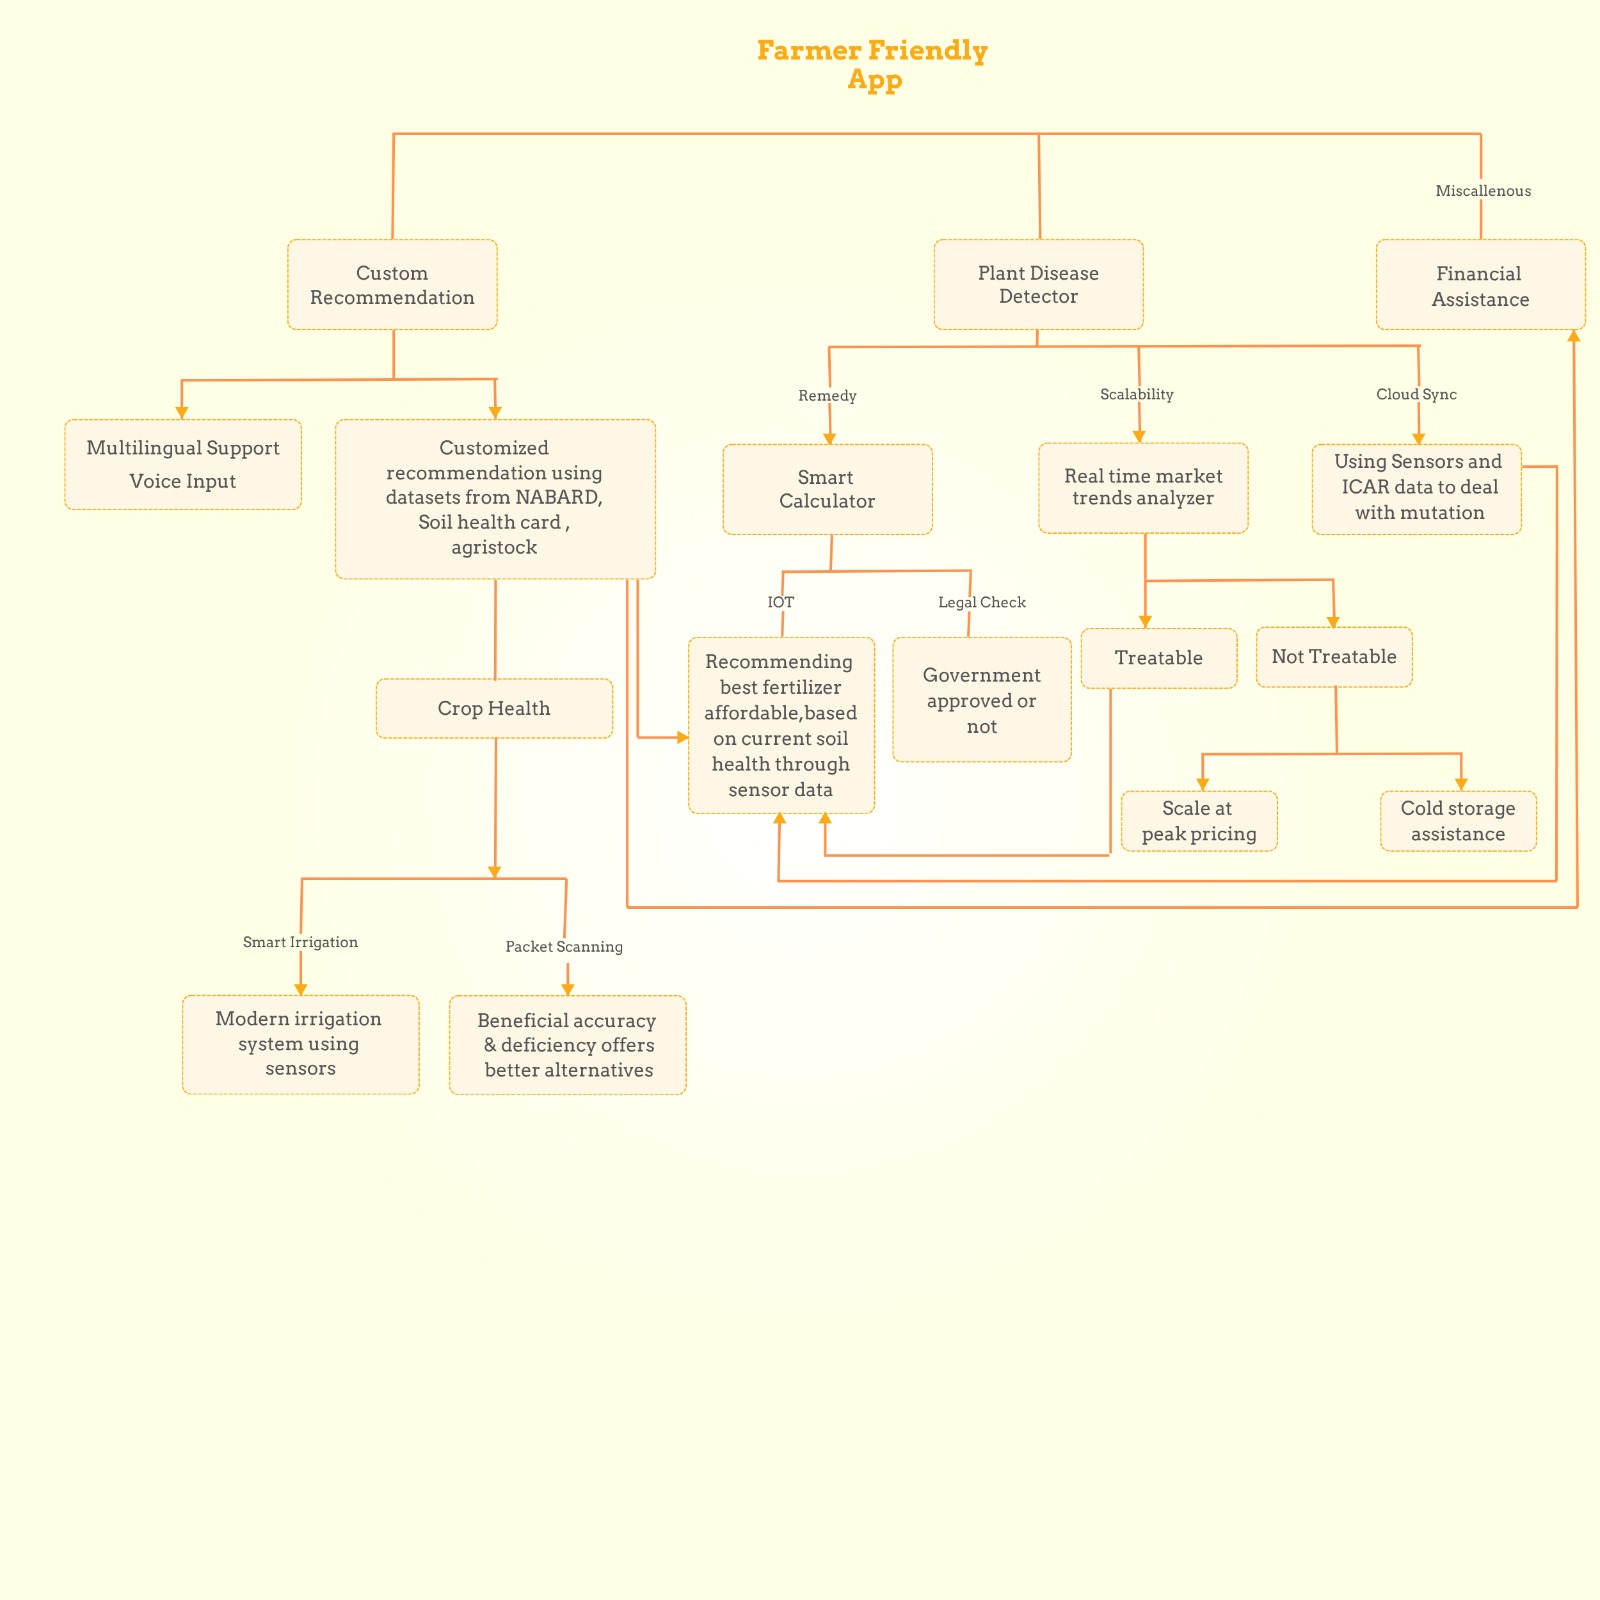 Farmer Friendly
App
Miscallenous
Custom
Recommendation
Plant Disease
Detector
Financial
Assistance
Remedy
Scalability
Cloud Sync
Multilingual Support
Voice Input
Customized
recommendation using
datasets from NABARD,
Soil health card ,
agristock
Smart
Calculator
Real time market
trends analyzer
Using Sensors and
ICAR data to deal
with mutation
IOT
Legal Check
Recommending
best fertilizer
affordable,based
on current soil
health through
sensor data
Government
approved or
not
Treatable
Not Treatable
Crop Health
Scale at
peak pricing
Cold storage
assistance
Smart Irrigation
Packet Scanning
Modern irrigation
system using
sensors
Beneficial accuracy
& deficiency offers
better alternatives